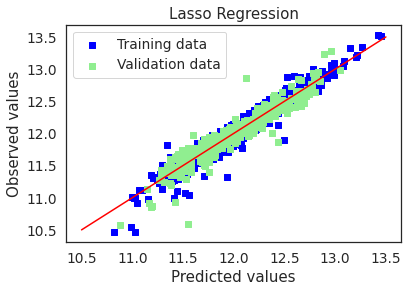 Lasso Regression
Training data
Validation data
Observed values
13.5
13.0
12.5
12.0
11.5
11.0
10.5
10.5 11.0 11.5 12.0 12.5 13.0 13.5
Predicted values